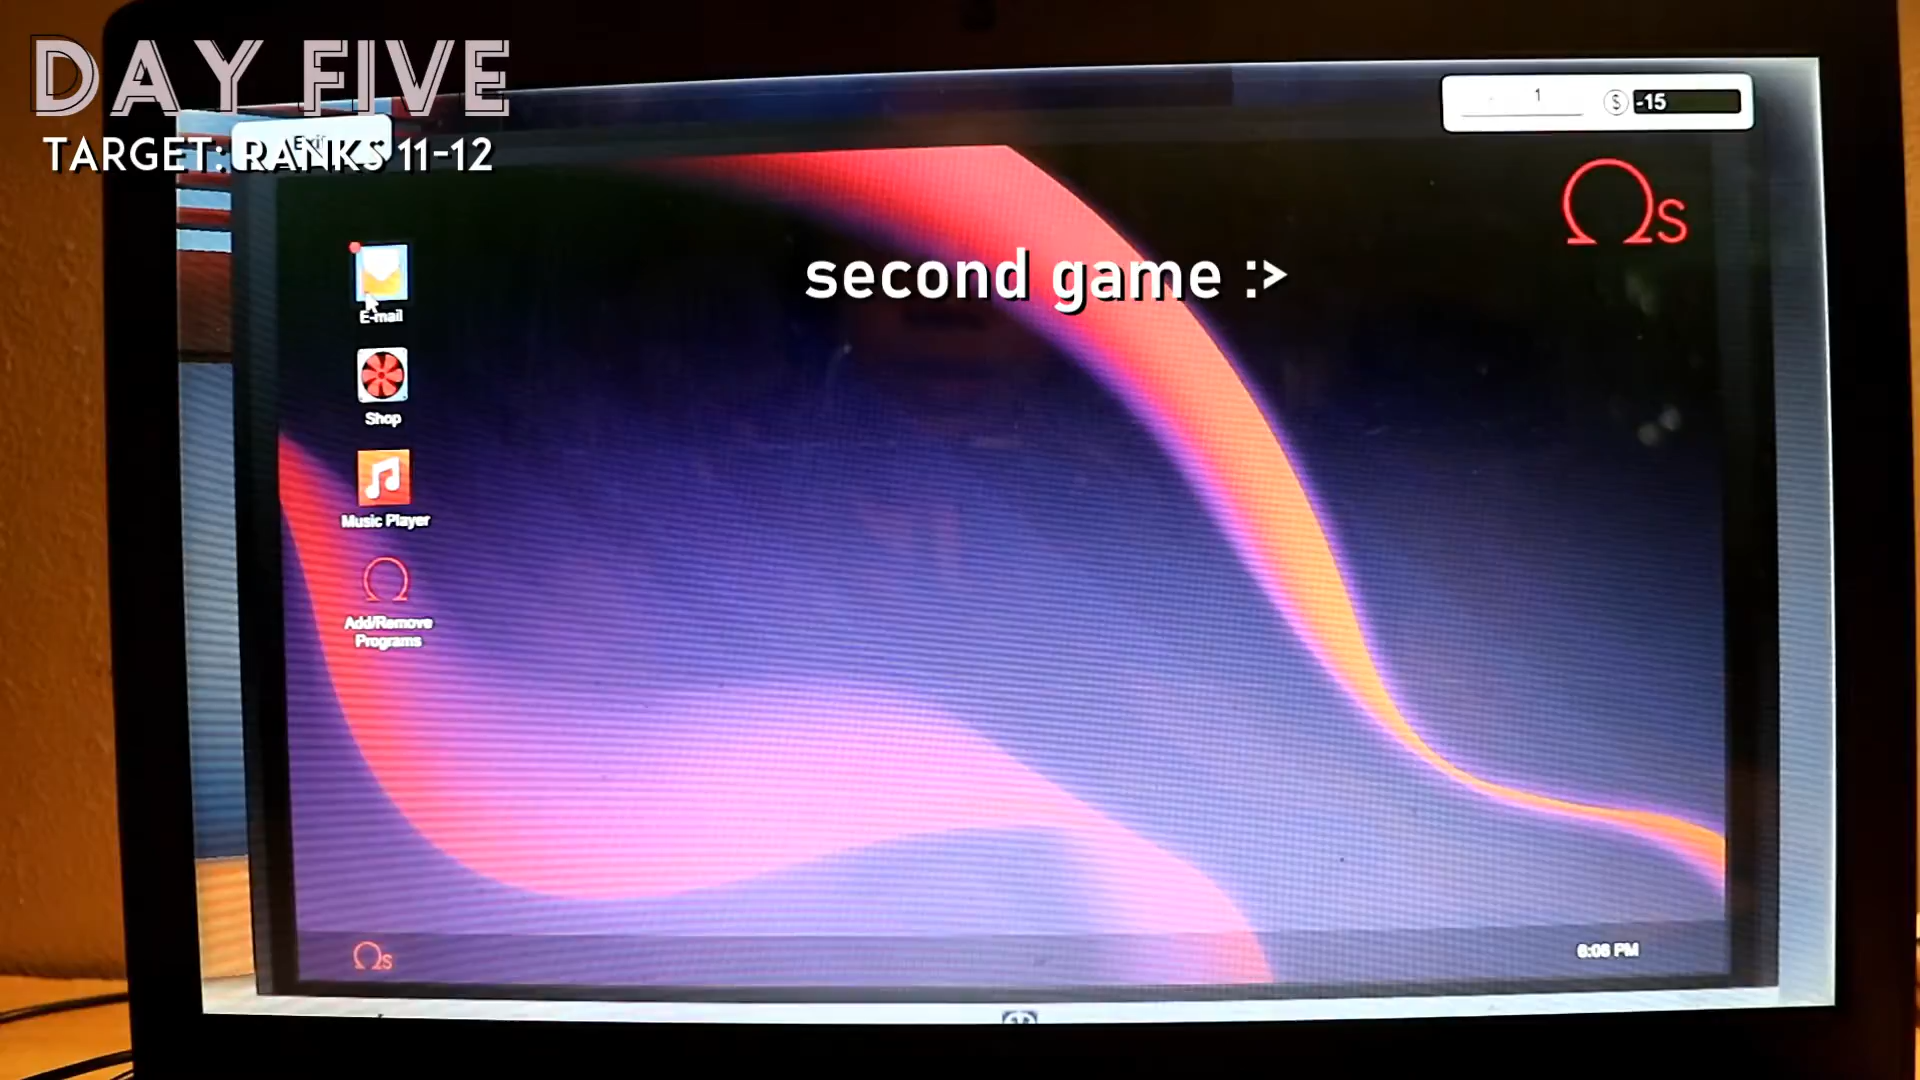 DAY FIVE
TARGET: RANKS 11-12
1
$ -15
Ωs
second game :>
E-mail
Shop
Music Player
Add/Remove
Programs
Ωs
6:06 PM